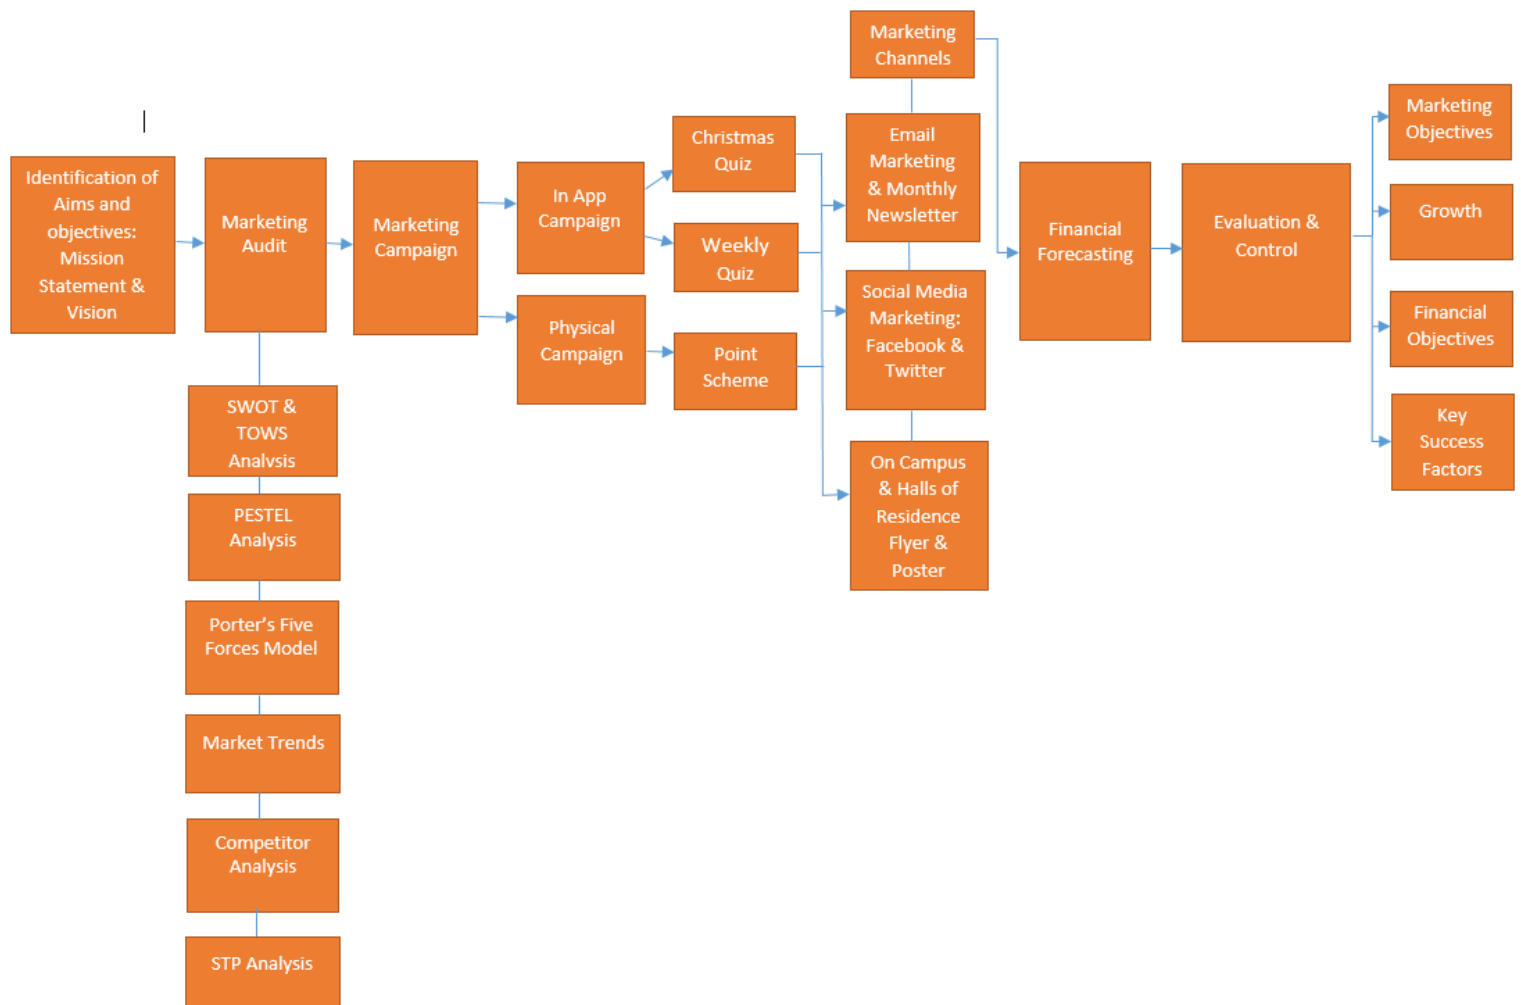 Identification of
Aims and
objectives:
Mission
Statement &
Vision
Marketing
Audit
SWOT &
TOWS
Analysis
PESTEL
Analysis
Porter's Five
Forces Model
Market Trends
Competitor
Analysis
STP Analysis
Marketing
Campaign
In App
Campaign
Physical
Campaign
Christmas
Quiz
Weekly
Quiz
Point
Scheme
Marketing
Channels
Email
Marketing
& Monthly
Newsletter
Social Media
Marketing:
Facebook &
Twitter
On Campus
& Halls of
Residence
Flyer &
Poster
Financial
Forecasting
Evaluation &
Control
Marketing
Objectives
Growth
Financial
Objectives
Key
Success
Factors